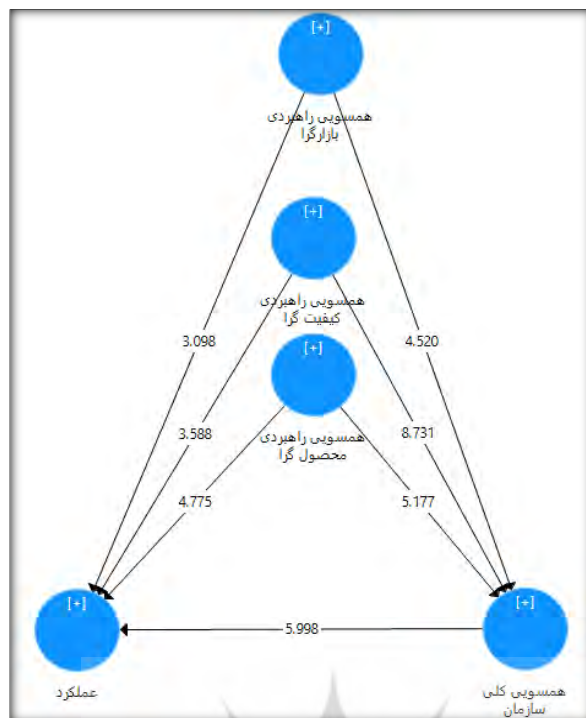 [+]
همسویی راهبردی
بازارگرا
[+]
همسویی راهبردی
کیفیت گرا
3.098
4.520
[+]
3.588
8.731
همسویی راهبردی
محصول گرا
4.775
5.177
[+]
[+]
5.998
عملکرد
همسویی کلی
سازمان